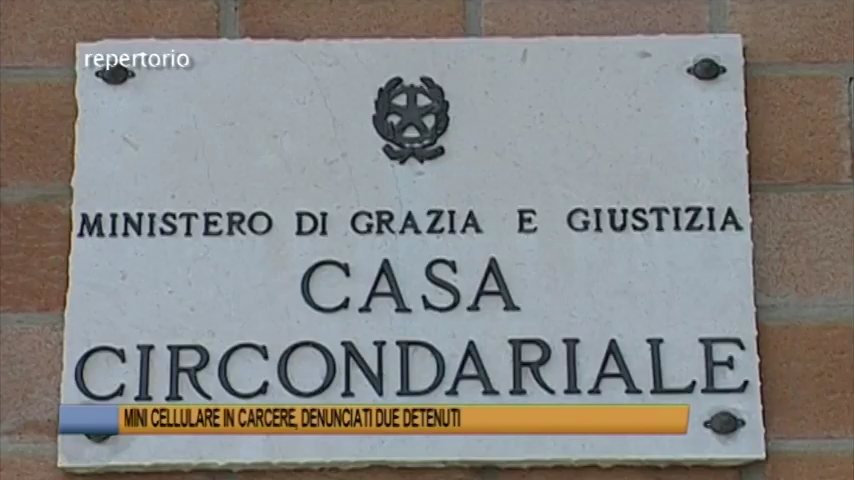 repertorio
MINISTERO DI GRAZIA E GIUSTIZIA
CASA
CIRCONDARIALE
MINI CELLULARE IN CARCERE, DENUNCIATI DUE DETENUTI